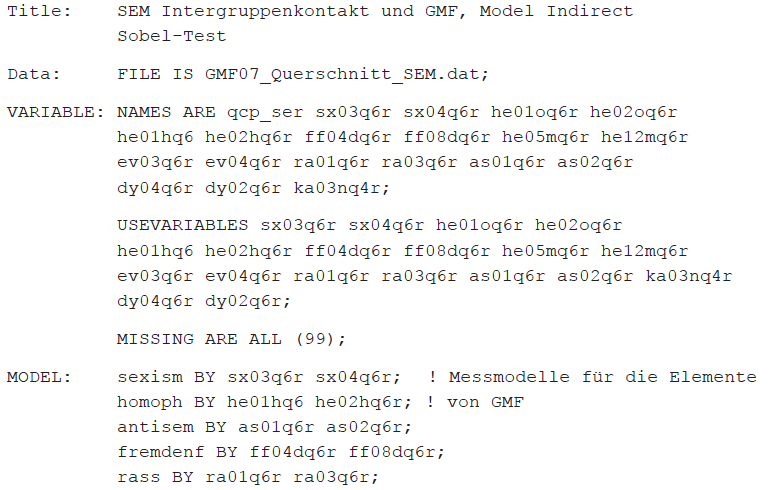 Title: SEM Intergruppenkontakt und GMF, Model Indirect
Sobel-Test
Data: FILE IS GMF07_Querschnitt_SEM.dat;
VARIABLE: NAMES ARE qcp_ser sx03q6r sx04q6r he01oq6r he02oq6r
he01hq6 he02hq6r ff04dq6r ff08dq6r he05mq6r he12mq6r
ev03q6r ev04q6r ra01q6r ra03q6r as01q6r as02q6r
dy04q6r dy02q6r ka03nq4r;
USEVARIABLES sx03q6r sx04q6r he01oq6r he02oq6r
he01hq6 he02hq6r ff04dq6r ff08dq6r he05mq6r he12mq6r
ev03q6r ev04q6r ra01q6r ra03q6r as01q6r as02q6r ka03nq4r
dy04q6r dy02q6r;
MISSING ARE ALL (99);
MODEL: sexism BY sx03q6r sx04q6r; ! Messmodelle für die Elemente
homoph BY he01hq6 he02hq6r; ! von GMF
antisem BY as01q6r as02q6r;
fremdenf BY ff04dq6r ff08dq6r;
rass BY ra01q6r ra03q6r;